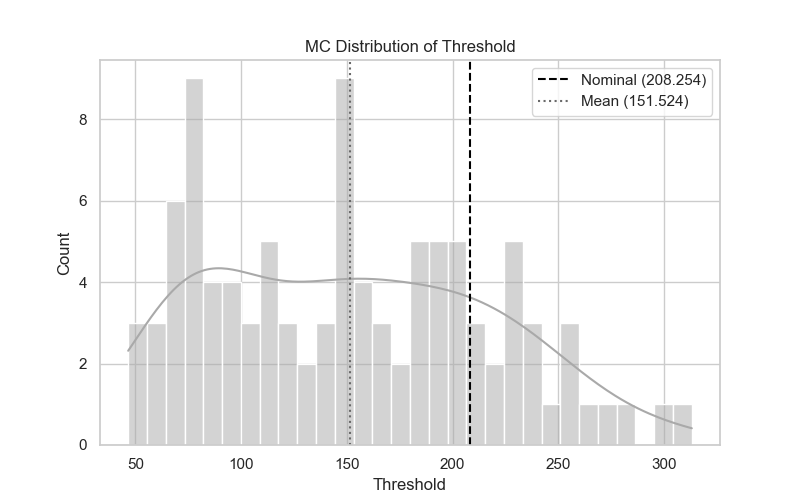 MC Distribution of Threshold
Nominal (208.254)
Mean (151.524)
Count
8
6
4
2
0
50 100 150 200 250 300
Threshold